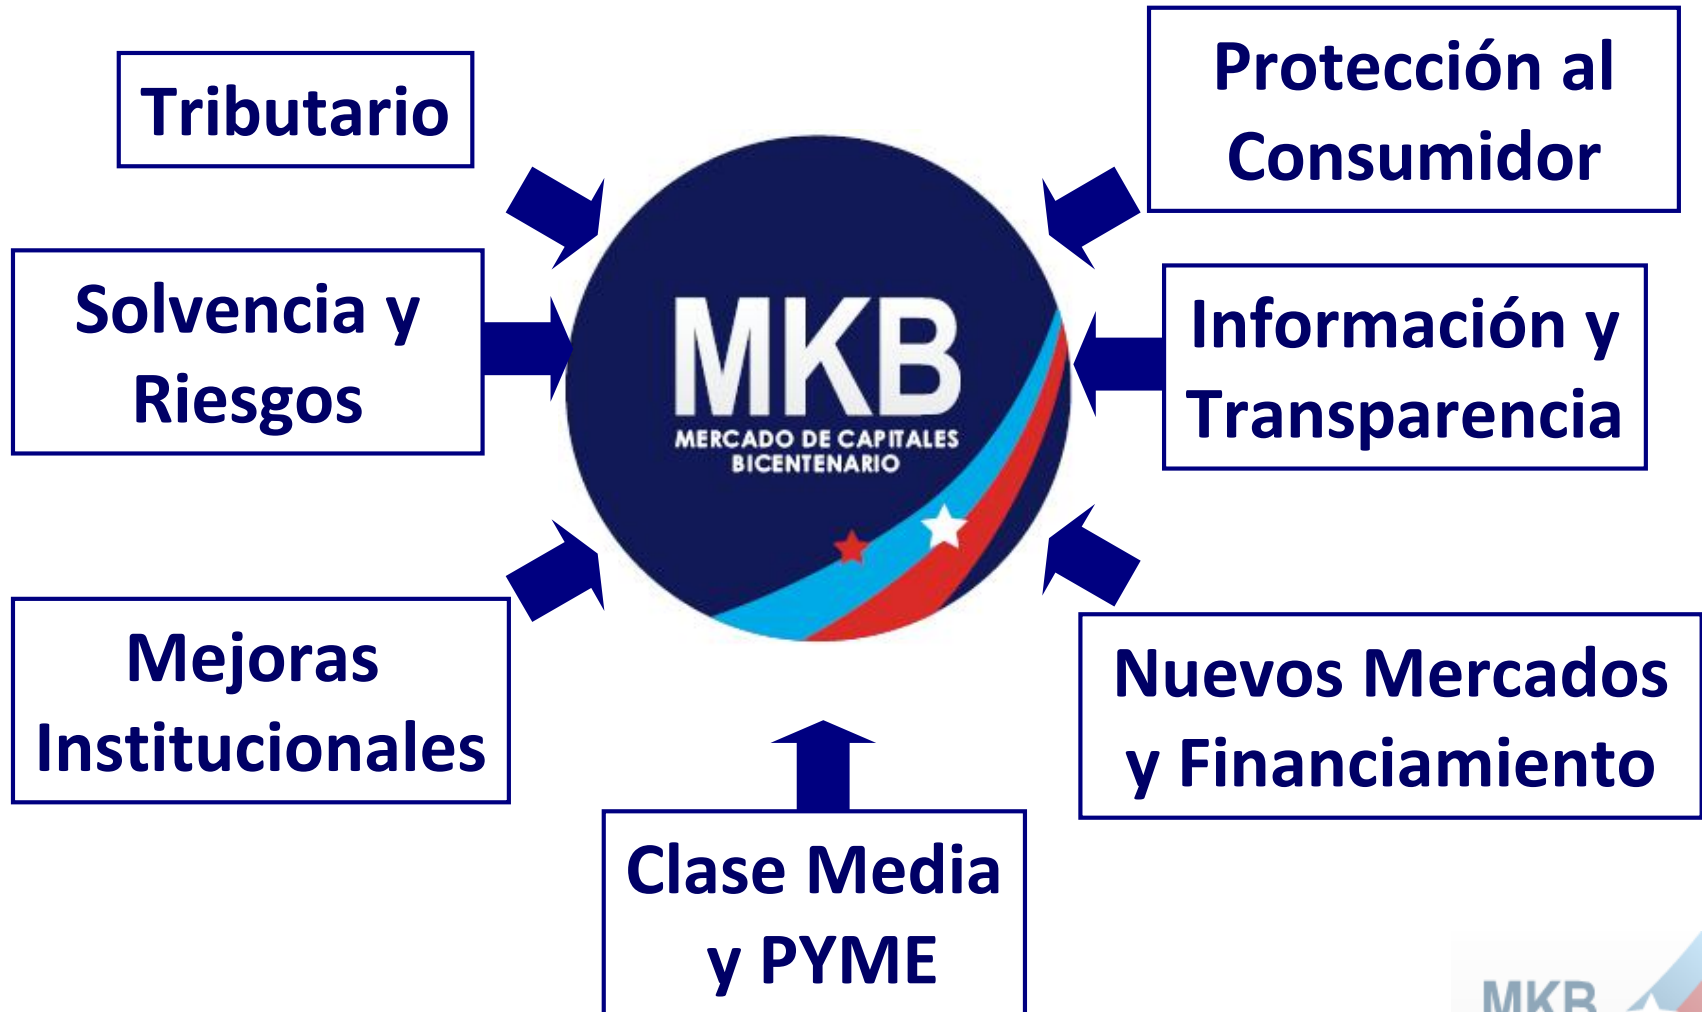 Tributario
Protección al
Consumidor
Solvencia y
Riesgos
MKB
MERCADO DE CAPITALES
BICENTENARIO
Información y
Transparencia
Mejoras
Institucionales
Nuevos Mercados
y Financiamiento
Clase Media
y PYME
MKB